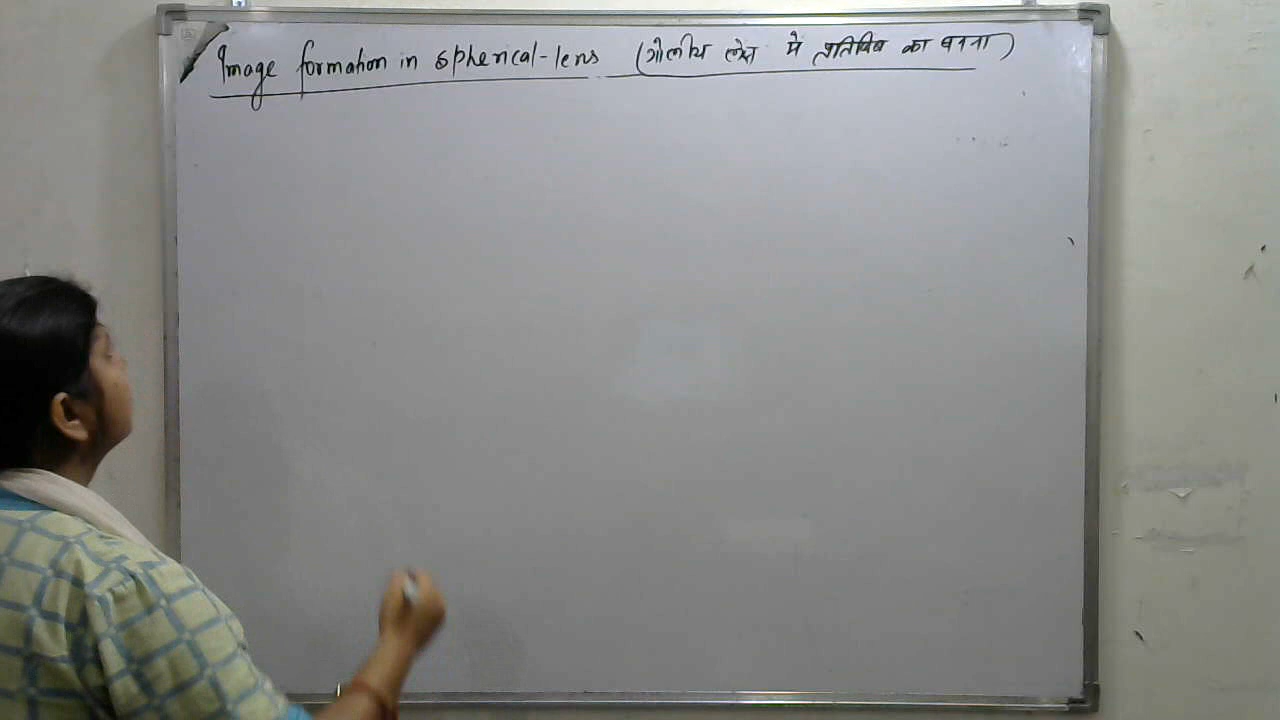 Image formation in spherical-lens (गोलीय लेंस में प्रतिबिंब का बनना)